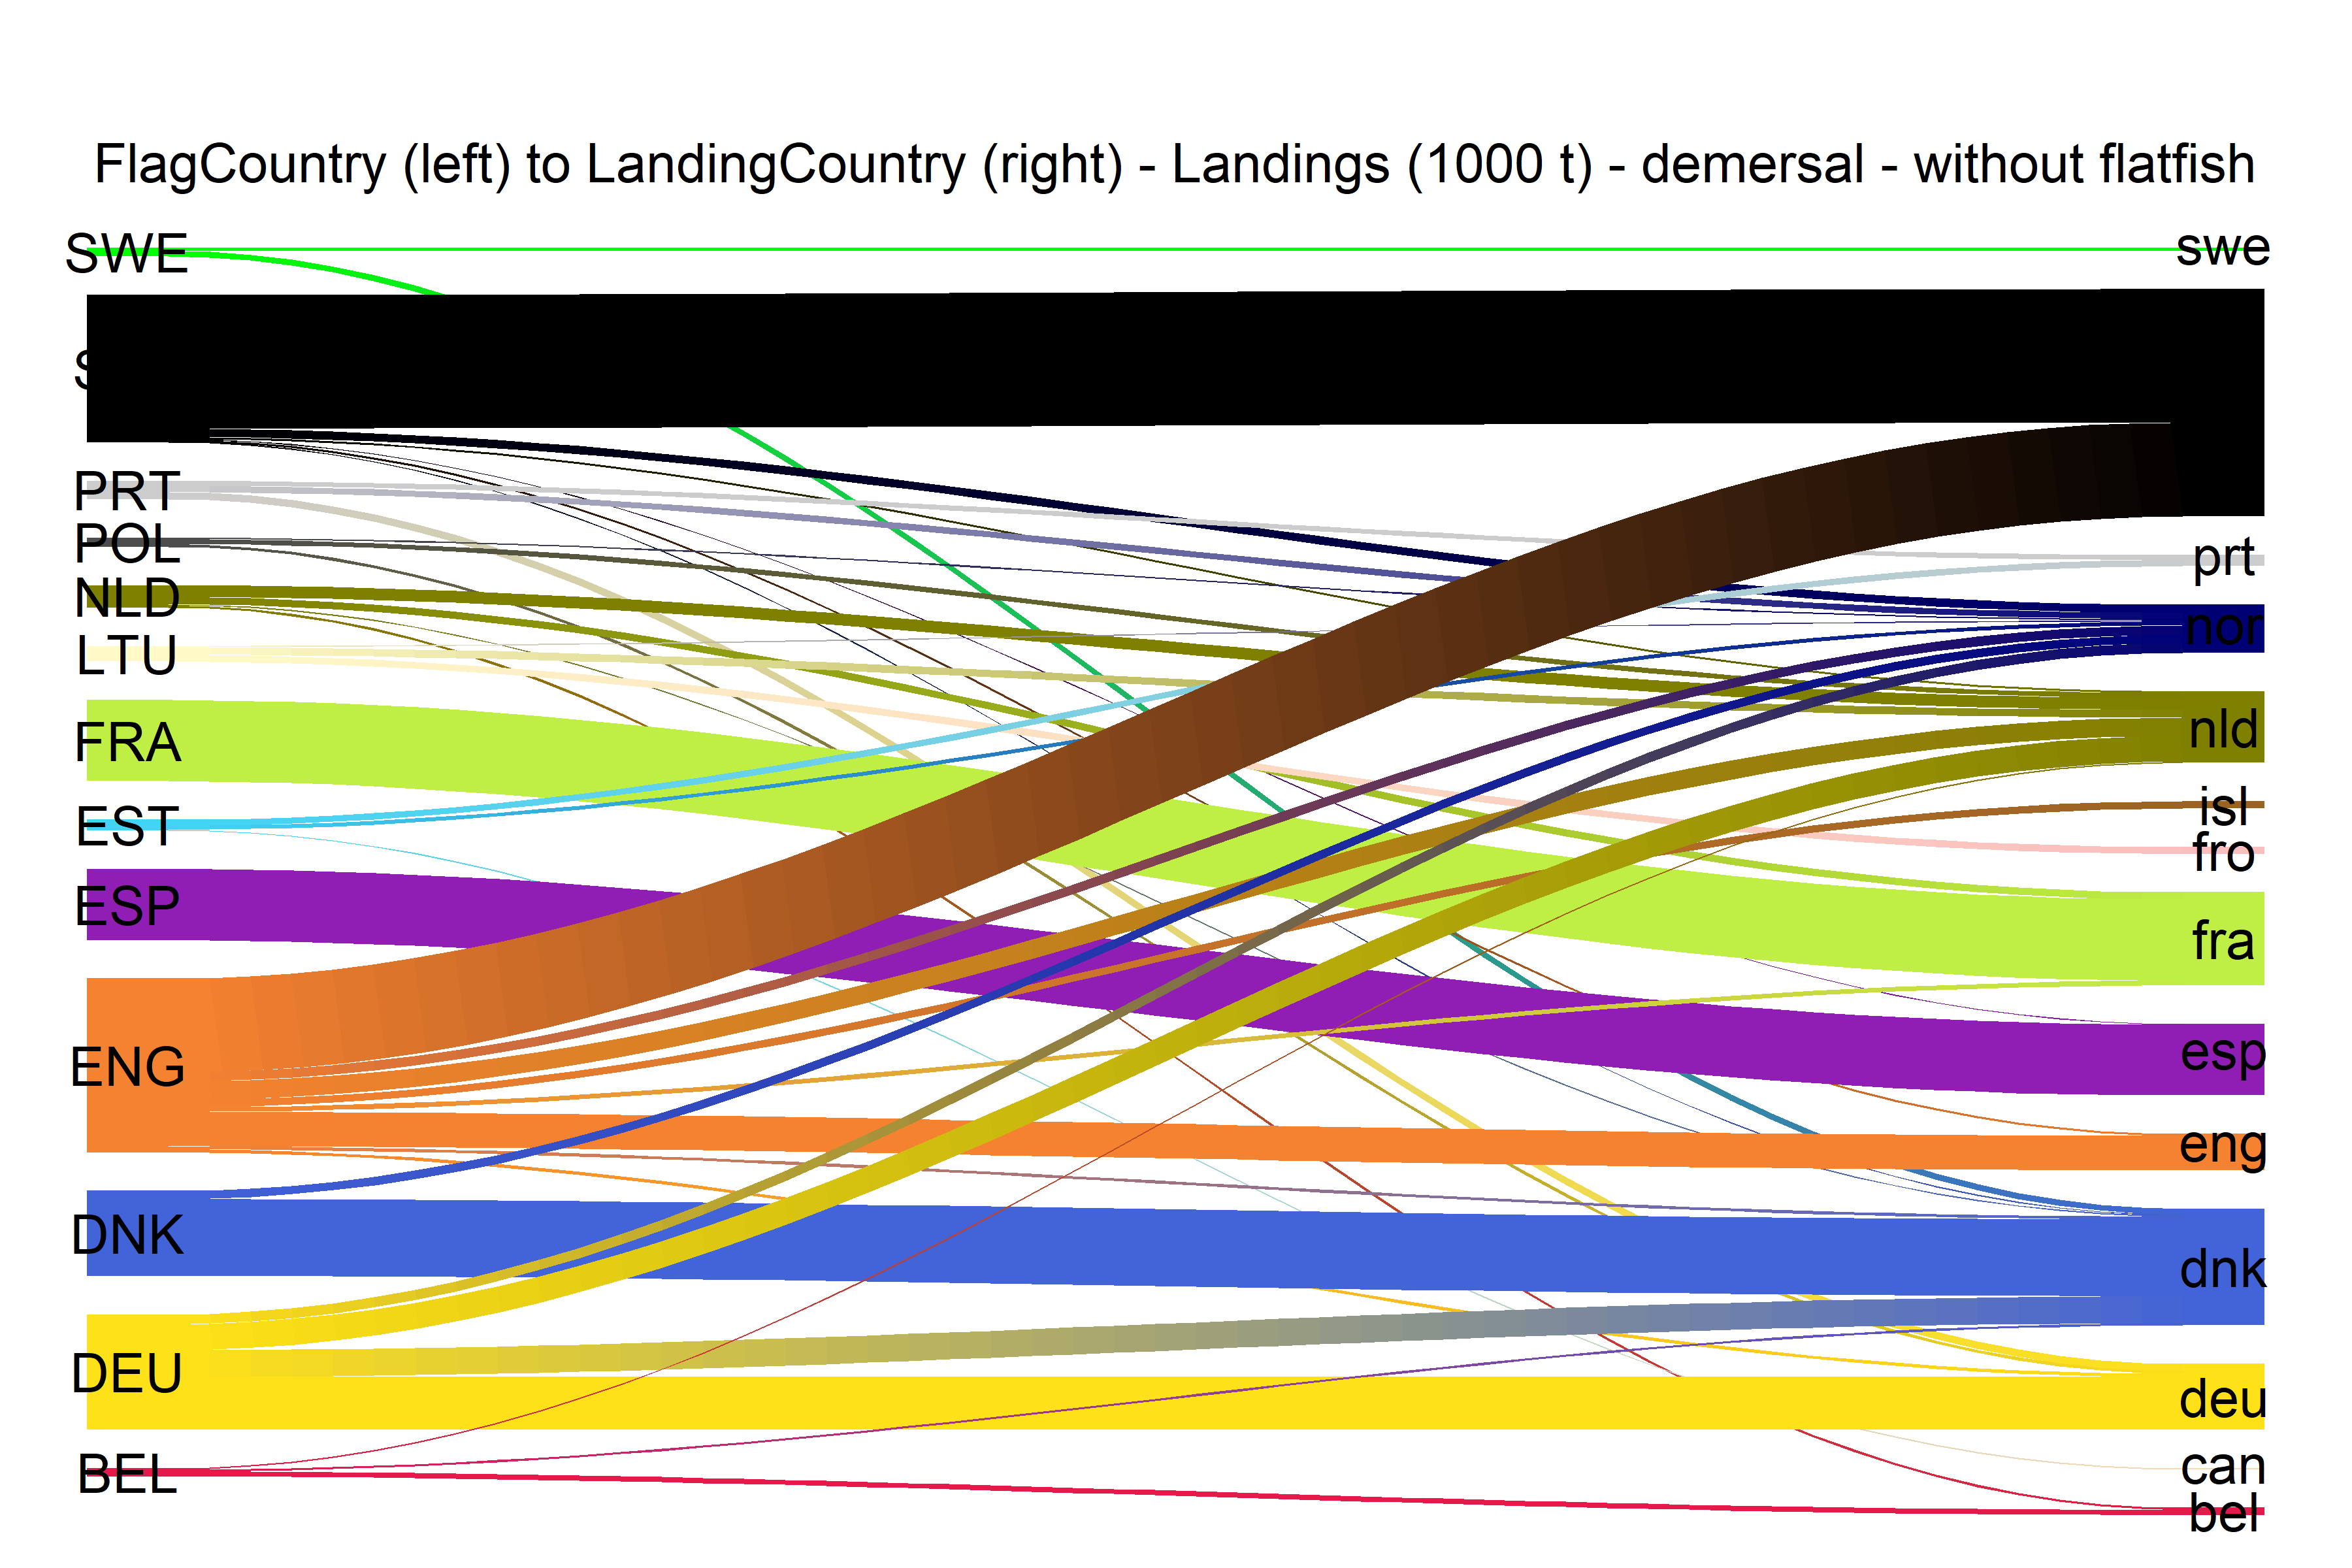 FlagCountry (left) to LandingCountry (right) - Landings (1000 t) - demersal - without flatfish
SWE
swe
PRT
POL
prt
NLD
nor
LTU
FRA
nld
EST
isl
fro
ESP
fra
ENG
esp
eng
DNK
dnk
DEU
deu
BEL
can
bel